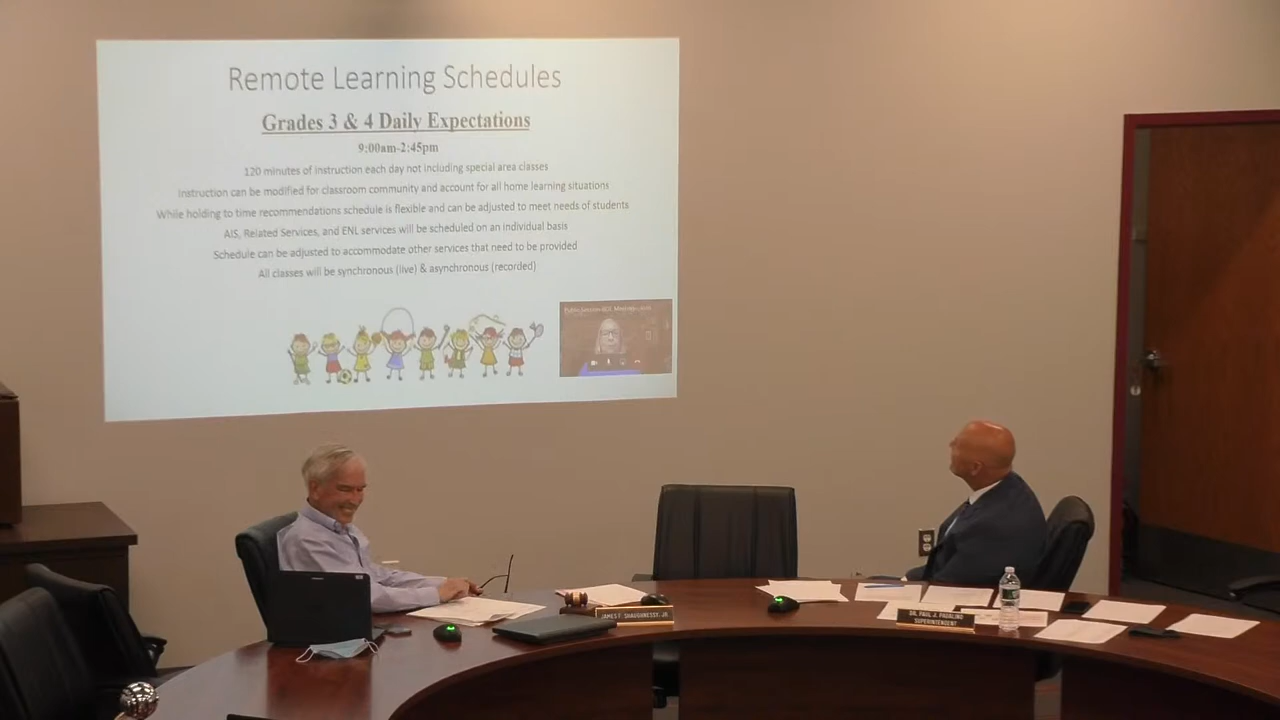 Remote Learning Schedules
Grades 3 & 4 Daily Expectations
9:00am-2:45pm
120 minutes of instruction each day not including special area classes
Instruction can be modified for classroom community and account for all home learning situations
While holding to time recommendations schedule is flexible and can be adjusted to meet needs of students
AIS, Related Services, and ENL services will be scheduled on an individual basis
Schedule can be adjusted to accommodate other services that need to be provided
All classes will be synchronous (live) & asynchronous (recorded)
JAMES F. SHAUGHNESSY, JR.
DR. PAUL J. PADALINO
SUPERINTENDENT